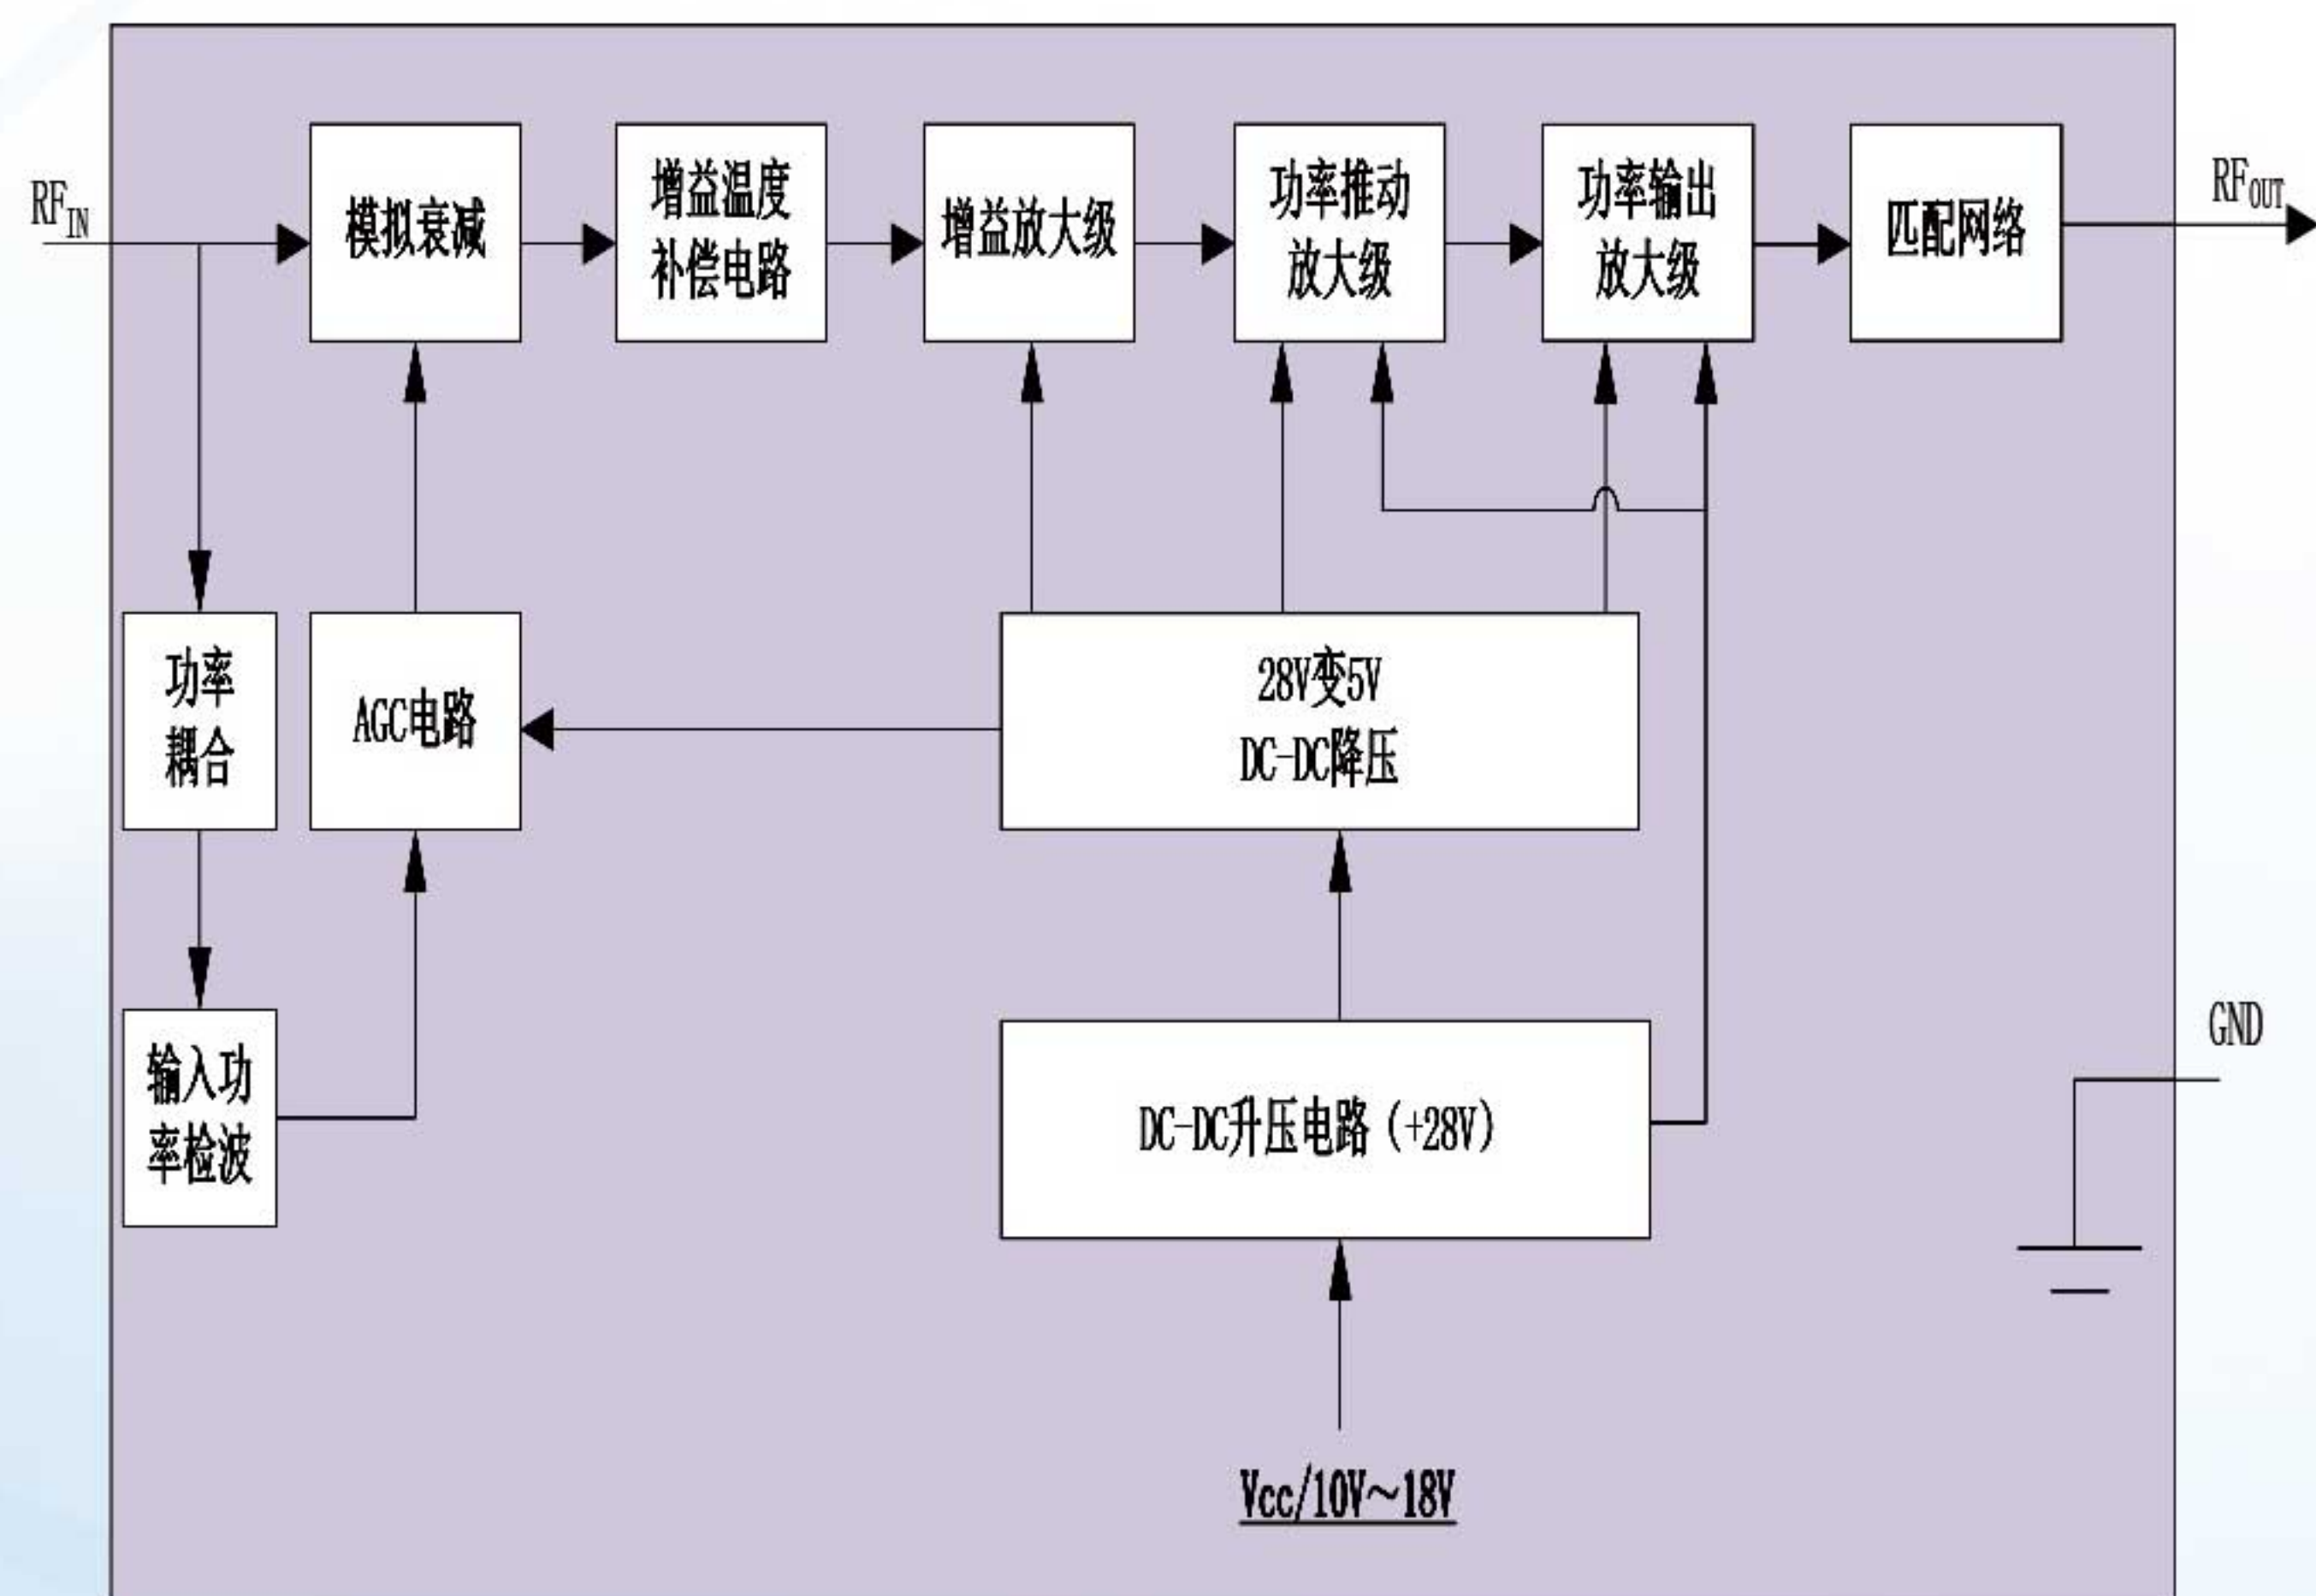 RFIN
模拟衰减
增益温度
补偿电路
增益放大级
功率推动
放大级
功率输出
放大级
匹配网络
RFOUT
功率
耦合
AGC电路
28V变5V
DC-DC降压
输入功
率检波
DC-DC升压电路（+28V）
GND
Vcc/10V～18V